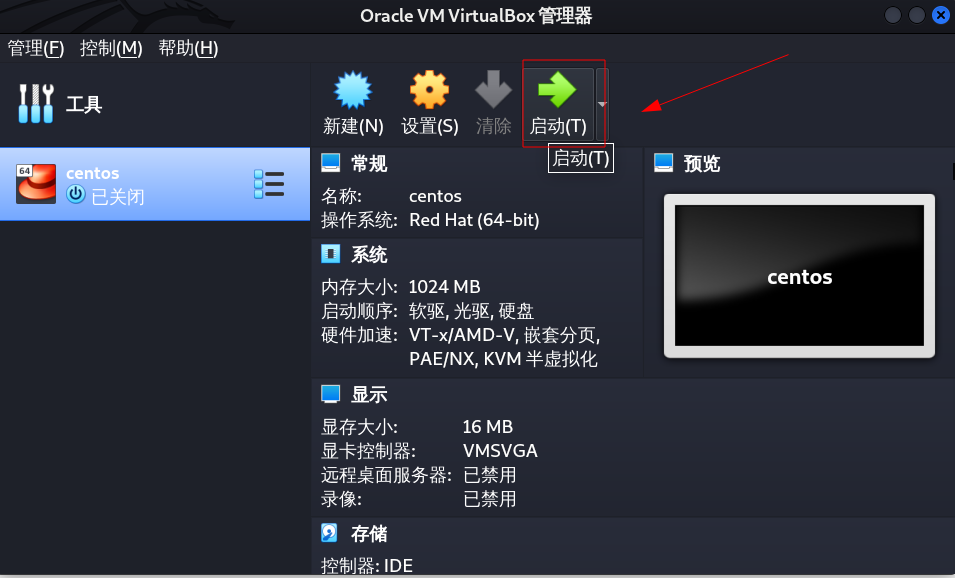 Oracle VM VirtualBox 管理器
管理(F) 控制(M) 帮助(H)
工具
新建(N) 设置(S) 清除 启动(T)
启动(T)
64
centos
已关闭
常规
名称: centos
操作系统: Red Hat (64-bit)
系统
内存大小: 1024 MB
启动顺序: 软驱, 光驱, 硬盘
硬件加速: VT-x/AMD-V, 嵌套分页,
PAE/NX, KVM 半虚拟化
预览
centos
显示
显存大小: 16 MB
显卡控制器: VMSVGA
远程桌面服务器: 已禁用
录像: 已禁用
存储
控制器: IDE